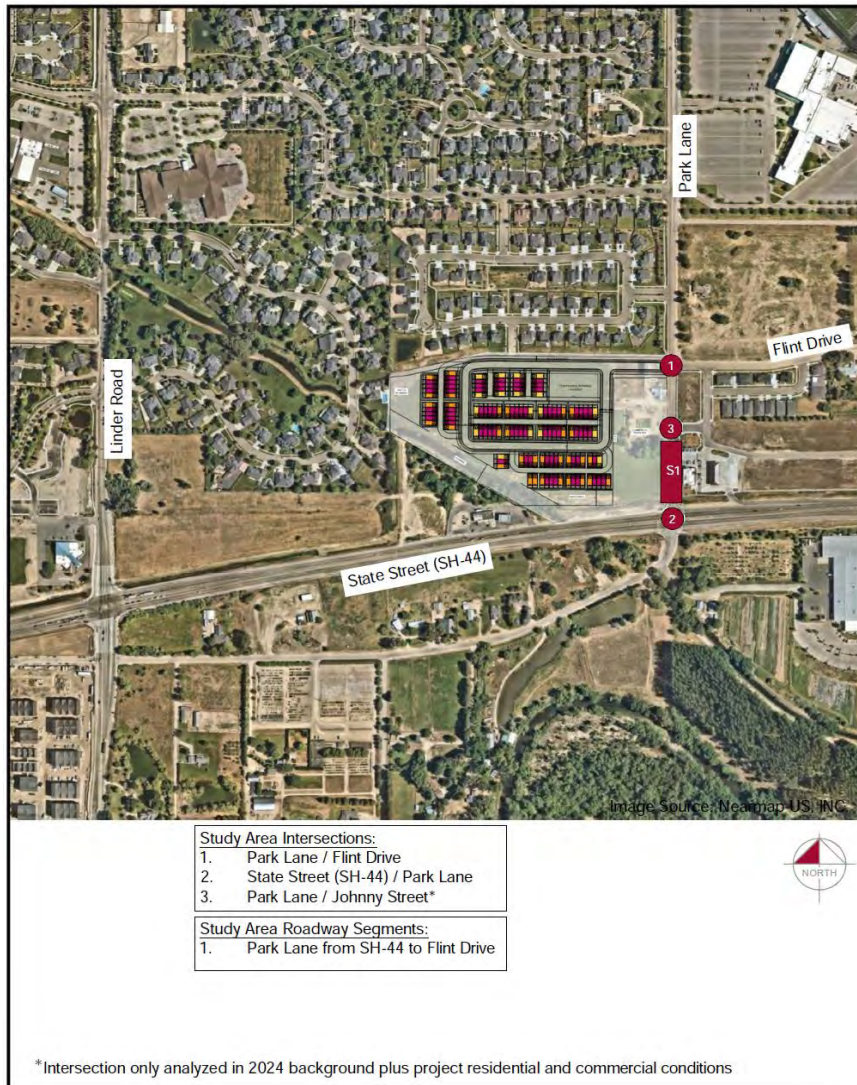 Park Lane
Flint Drive
1
Linder Road
3
S1
2
State Street (SH-44)
Image Source: Nearmap US, INC.
Study Area Intersections:
1. Park Lane / Flint Drive
2. State Street (SH-44) / Park Lane
3. Park Lane / Johnny Street*
NORTH
Study Area Roadway Segments:
1. Park Lane from SH-44 to Flint Drive
*Intersection only analyzed in 2024 background plus project residential and commercial conditions